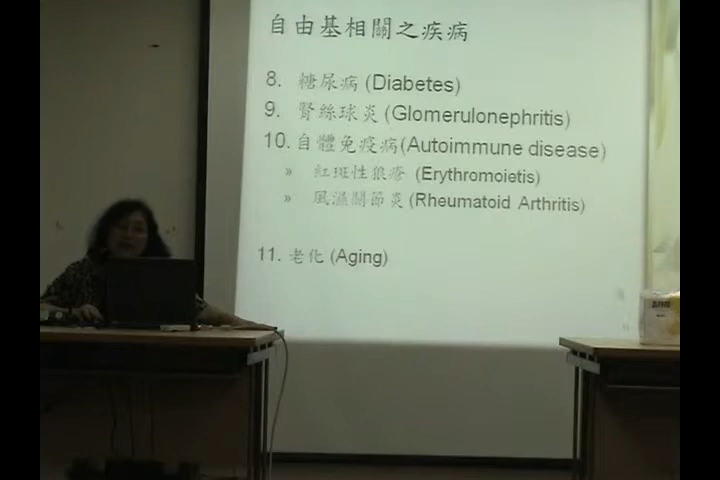 自由基相關之疾病
8. 糖尿病 (Diabetes)
9. 腎絲球炎 (Glomerulonephritis)
10. 自體免疫病(Autoimmune disease)
» 紅斑性狼瘡 (Erythromoietis)
» 風濕關節炎 (Rheumatoid Arthritis)
11. 老化 (Aging)